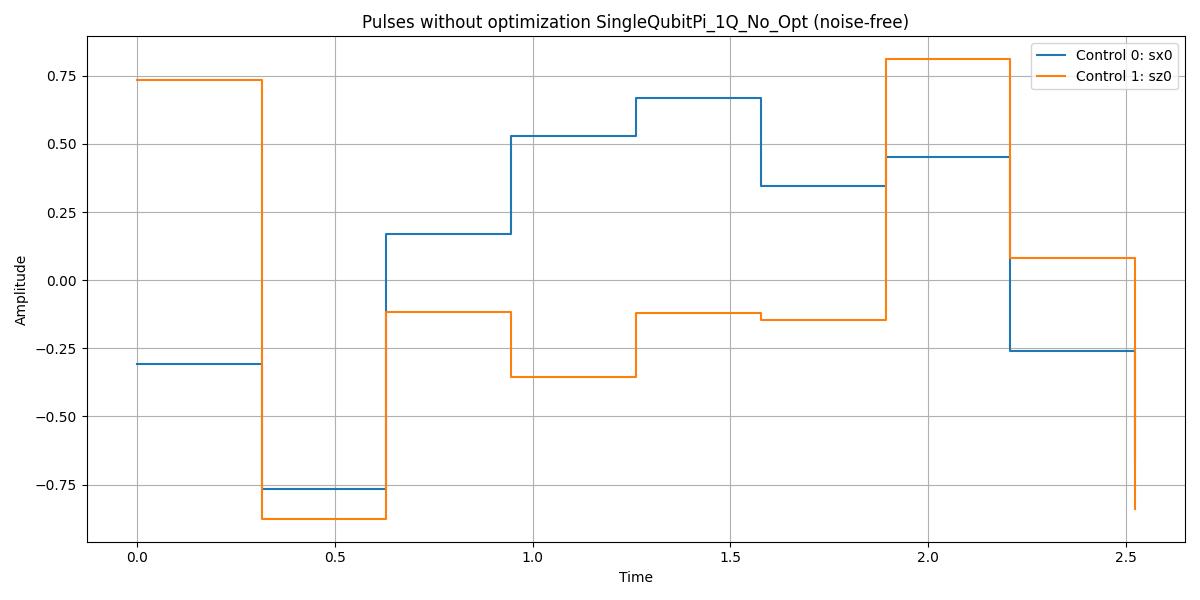 Pulses without optimization SingleQubitPi_1Q_No_Opt (noise-free)
Control 0: sx0
Control 1: sz0
Amplitude
0.75
0.50
0.25
0.00
−0.25
−0.50
−0.75
0.0 0.5 1.0 1.5 2.0 2.5
Time